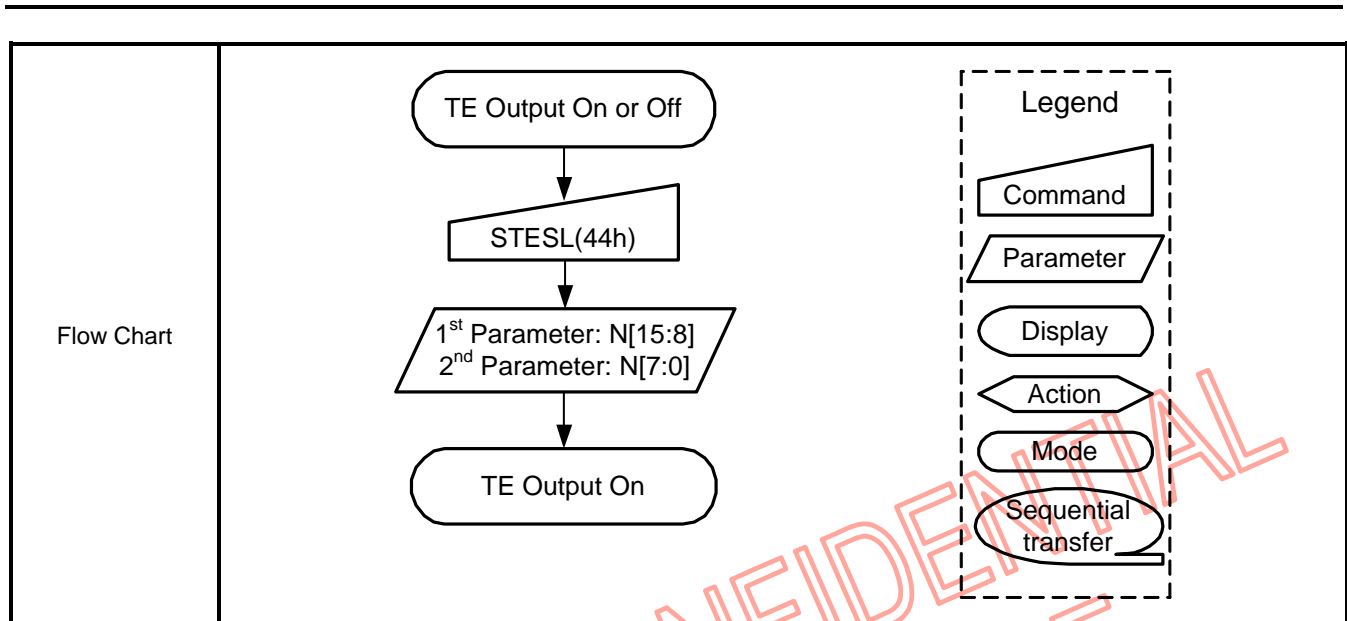 Flow Chart
TE Output On or Off
STESL(44h)
1st Parameter: N[15:8]
2nd Parameter: N[7:0]
TE Output On
Legend
Command
Parameter
Display
Action
Mode
Sequential
transfer